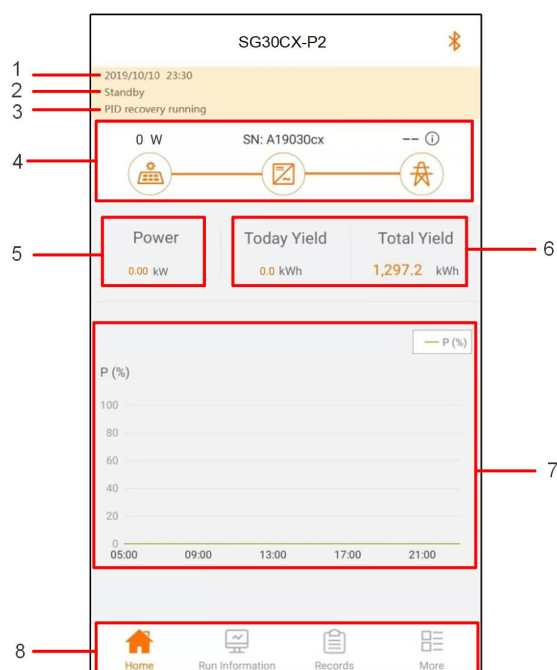 SG30CX-P2
1
2019/10/10 23:30
2
Standby
3
PID recovery running
4
0 W SN: A19030cx --
5
6
Power Today Yield Total Yield
0.00 kW 0.0 kWh 1,297.2 kWh
7
P (%)
P (%)
100
80
60
40
20
0
05:00 09:00 13:00 17:00 21:00
8
Home Run Information Records More